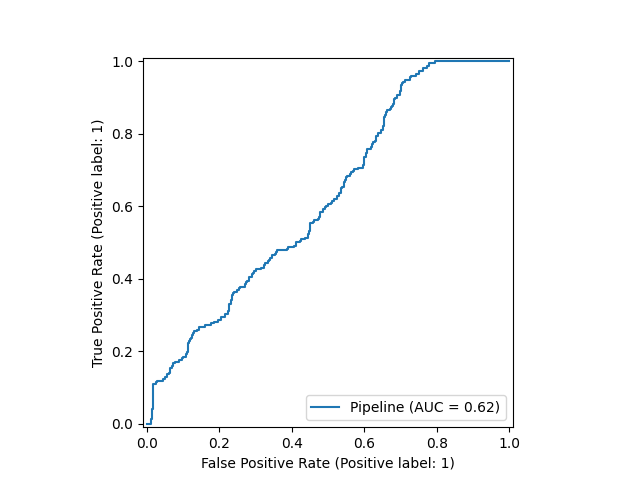 1.0
0.8
0.6
0.4
0.2
0.0
True Positive Rate (Positive label: 1)
Pipeline (AUC = 0.62)
0.0 0.2 0.4 0.6 0.8 1.0
False Positive Rate (Positive label: 1)